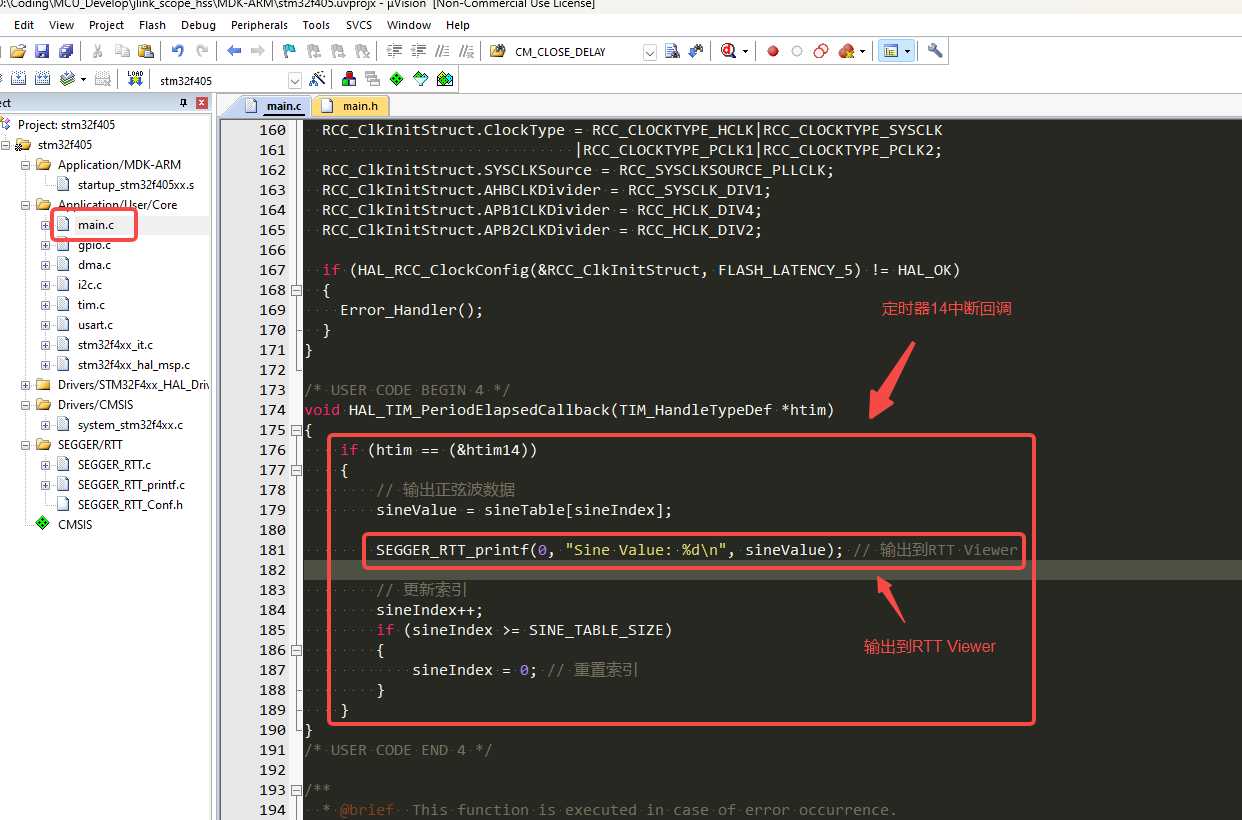 D:\Coding\MCU_Develop\jlink_scope_hss\MDK-ARM\stm32f405.uvprojx - µVision [Non-Commercial Use License]
Edit View Project Flash Debug Peripherals Tools SVCS Window Help
CM_CLOSE_DELAY
LOAD
stm32f405
ect
main.c main.h
Project: stm32f405
stm32f405
Application/MDK-ARM
startup_stm32f405xx.s
Application/User/Core
main.c
gpio.c
dma.c
i2c.c
tim.c
usart.c
stm32f4xx_it.c
stm32f4xx_hal_msp.c
Drivers/STM32F4xx_HAL_Driv
Drivers/CMSIS
system_stm32f4xx.c
SEGGER/RTT
SEGGER_RTT.c
SEGGER_RTT_printf.c
SEGGER_RTT_Conf.h
CMSIS
160 RCC_ClkInitStruct.ClockType = RCC_CLOCKTYPE_HCLK|RCC_CLOCKTYPE_SYSCLK
161 |RCC_CLOCKTYPE_PCLK1|RCC_CLOCKTYPE_PCLK2;
162 RCC_ClkInitStruct.SYSCLKSource = RCC_SYSCLKSOURCE_PLLCLK;
163 RCC_ClkInitStruct.AHBCLKDivider = RCC_SYSCLK_DIV1;
164 RCC_ClkInitStruct.APB1CLKDivider = RCC_HCLK_DIV4;
165 RCC_ClkInitStruct.APB2CLKDivider = RCC_HCLK_DIV2;
166
167 if (HAL_RCC_ClockConfig(&RCC_ClkInitStruct, FLASH_LATENCY_5) != HAL_OK)
168 {
169 Error_Handler();
170 }
171 }
172
173 /* USER CODE BEGIN 4 */
174 void HAL_TIM_PeriodElapsedCallback(TIM_HandleTypeDef *htim)
175 {
176 if (htim == (&htim14))
177 {
178 // 输出正弦波数据
179 sineValue = sineTable[sineIndex];
180
181 SEGGER_RTT_printf(0, "Sine Value: %d\n", sineValue); // 输出到RTT Viewer
182
183 // 更新索引
184 sineIndex++;
185 if (sineIndex >= SINE_TABLE_SIZE)
186 {
187 sineIndex = 0; // 重置索引
188 }
189 }
190 }
191 /* USER CODE END 4 */
192
193 /**
194 * @brief This function is executed in case of error occurrence.
定时器14中断回调
输出到RTT Viewer